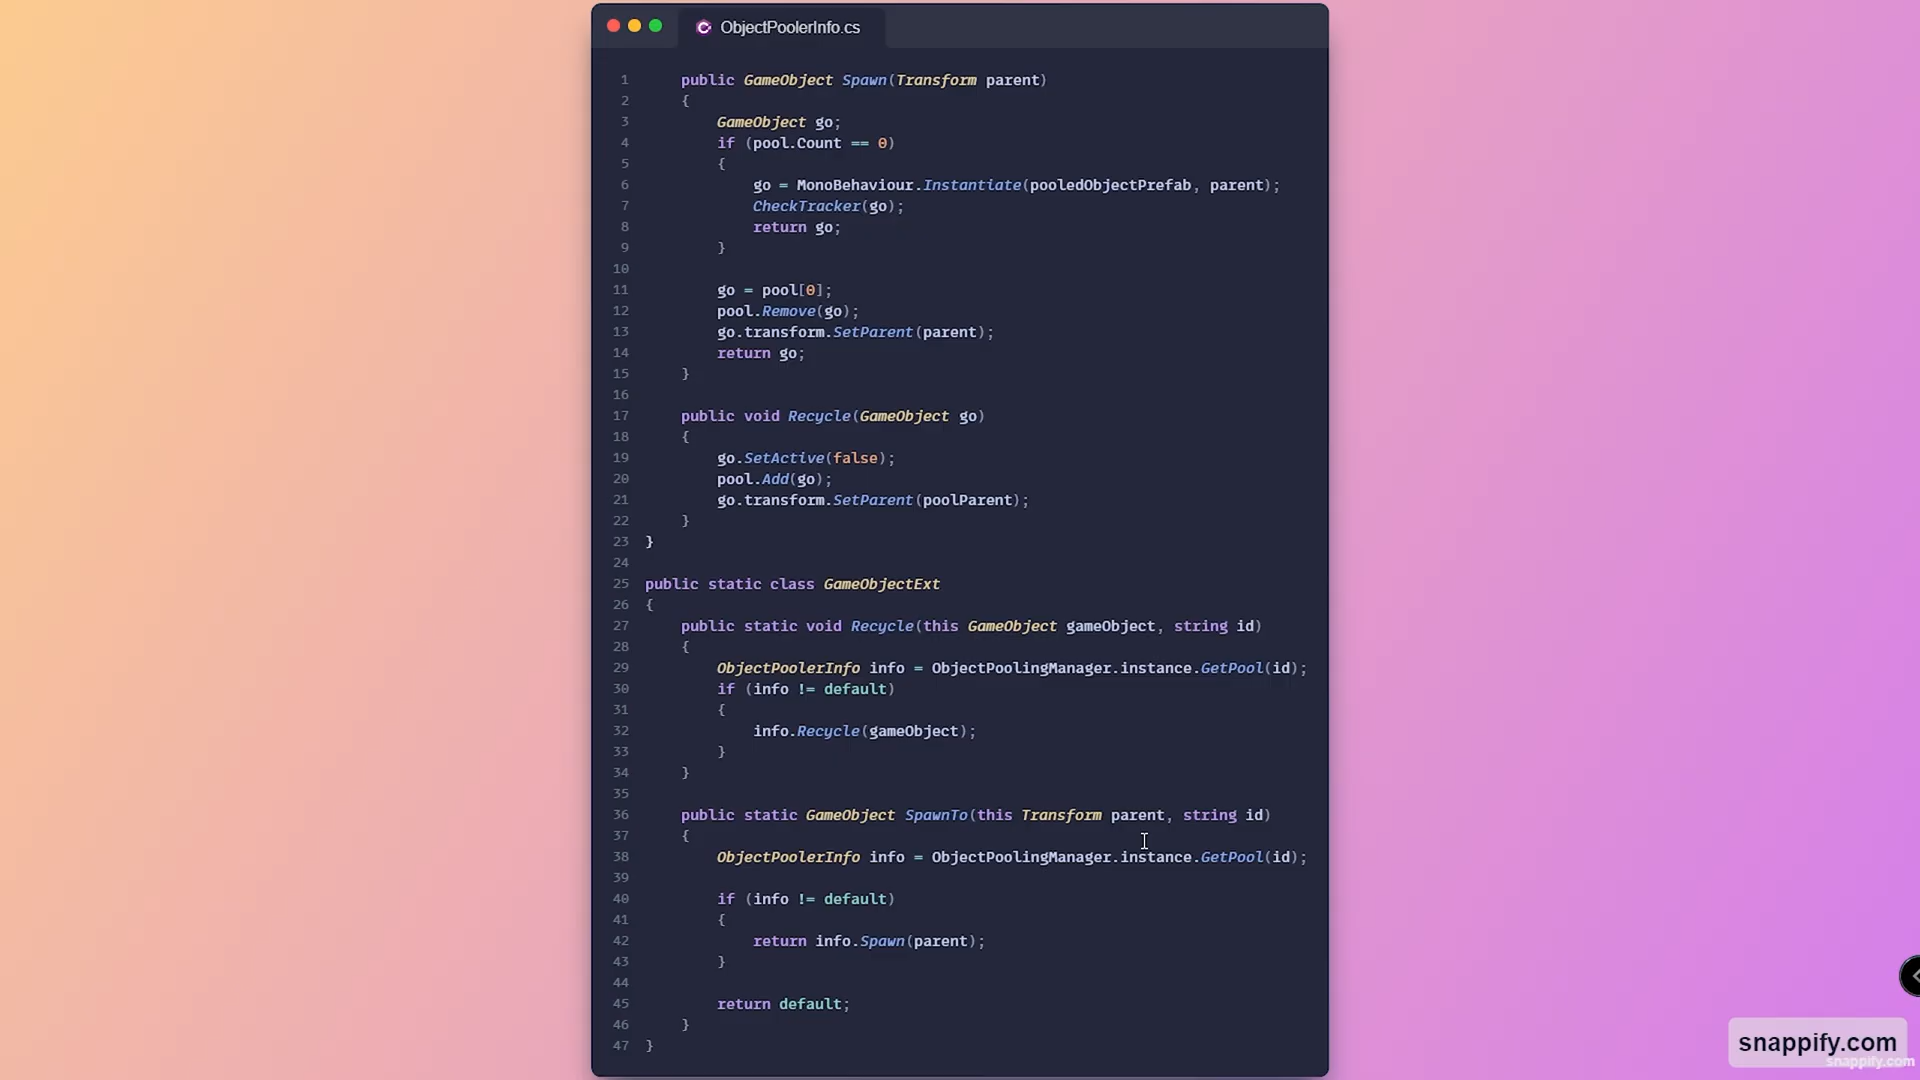 ObjectPoolerInfo.cs
1 public GameObject Spawn(Transform parent)
2 {
3 GameObject go;
4 if (pool.Count == 0)
5 {
6 go = MonoBehaviour.Instantiate(pooledObjectPrefab, parent);
7 CheckTracker(go);
8 return go;
9 }
10
11 go = pool[0];
12 pool.Remove(go);
13 go.transform.SetParent(parent);
14 return go;
15 }
16
17 public void Recycle(GameObject go)
18 {
19 go.SetActive(false);
20 pool.Add(go);
21 go.transform.SetParent(poolParent);
22 }
23 }
24
25 public static class GameObjectExt
26 {
27 public static void Recycle(this GameObject gameObject, string id)
28 {
29 ObjectPoolerInfo info = ObjectPoolingManager.instance.GetPool(id);
30 if (info != default)
31 {
32 info.Recycle(gameObject);
33 }
34 }
35
36 public static GameObject SpawnTo(this Transform parent, string id)
37 {
38 ObjectPoolerInfo info = ObjectPoolingManager.instance.GetPool(id);
39
40 if (info != default)
41 {
42 return info.Spawn(parent);
43 }
44
45 return default;
46 }
47 }
snappify.com
snappify.com